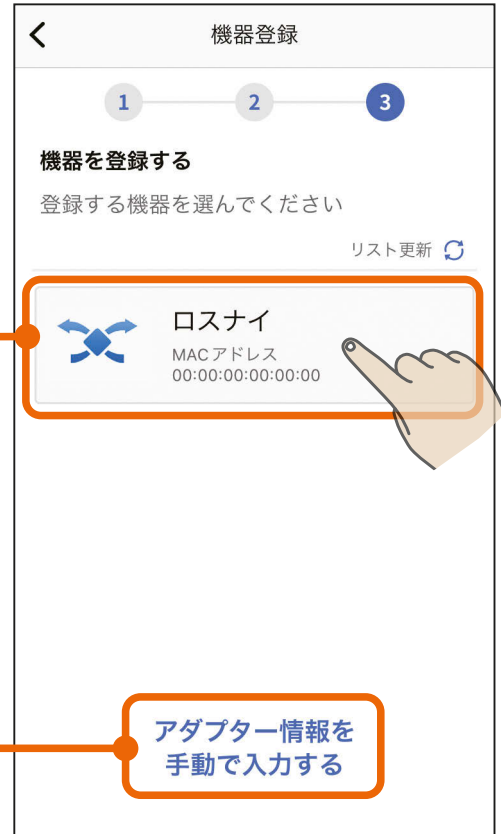 機器登録
1 2 3
機器を登録する
登録する機器を選んでください
リスト更新
ロスナイ
MACアドレス
00:00:00:00:00:00
アダプター情報を
手動で入力する